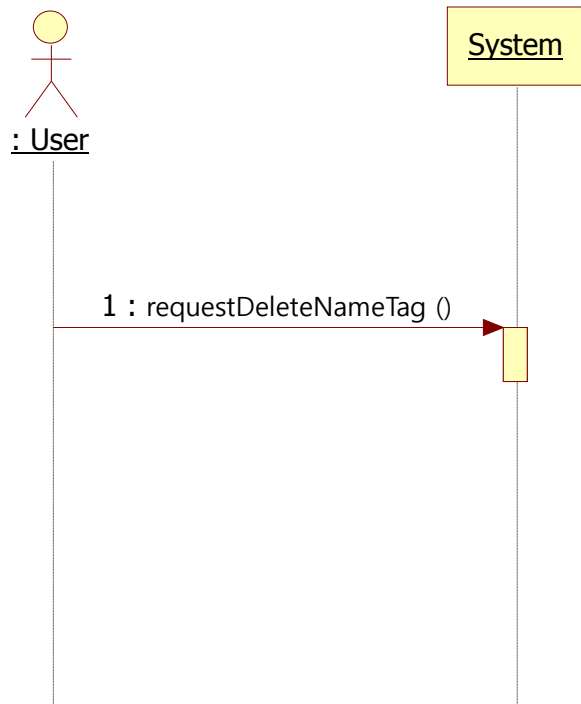 System
: User
1 : requestDeleteNameTag ()